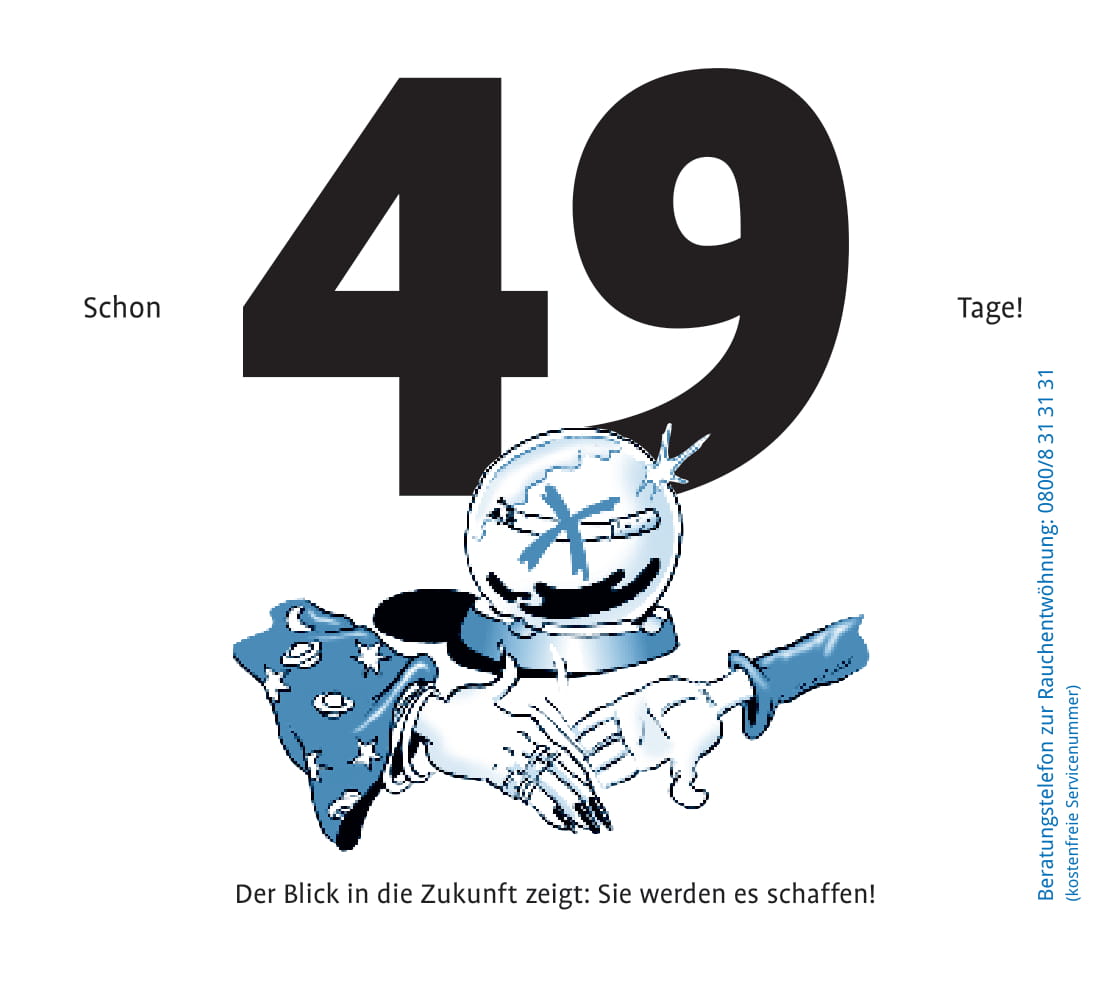 Schon
49
Tage!
Der Blick in die Zukunft zeigt: Sie werden es schaffen!
Beratungstelefon zur Rauchentwöhnung: 0800/8 31 31 31
(kostenfreie Servicenummer)